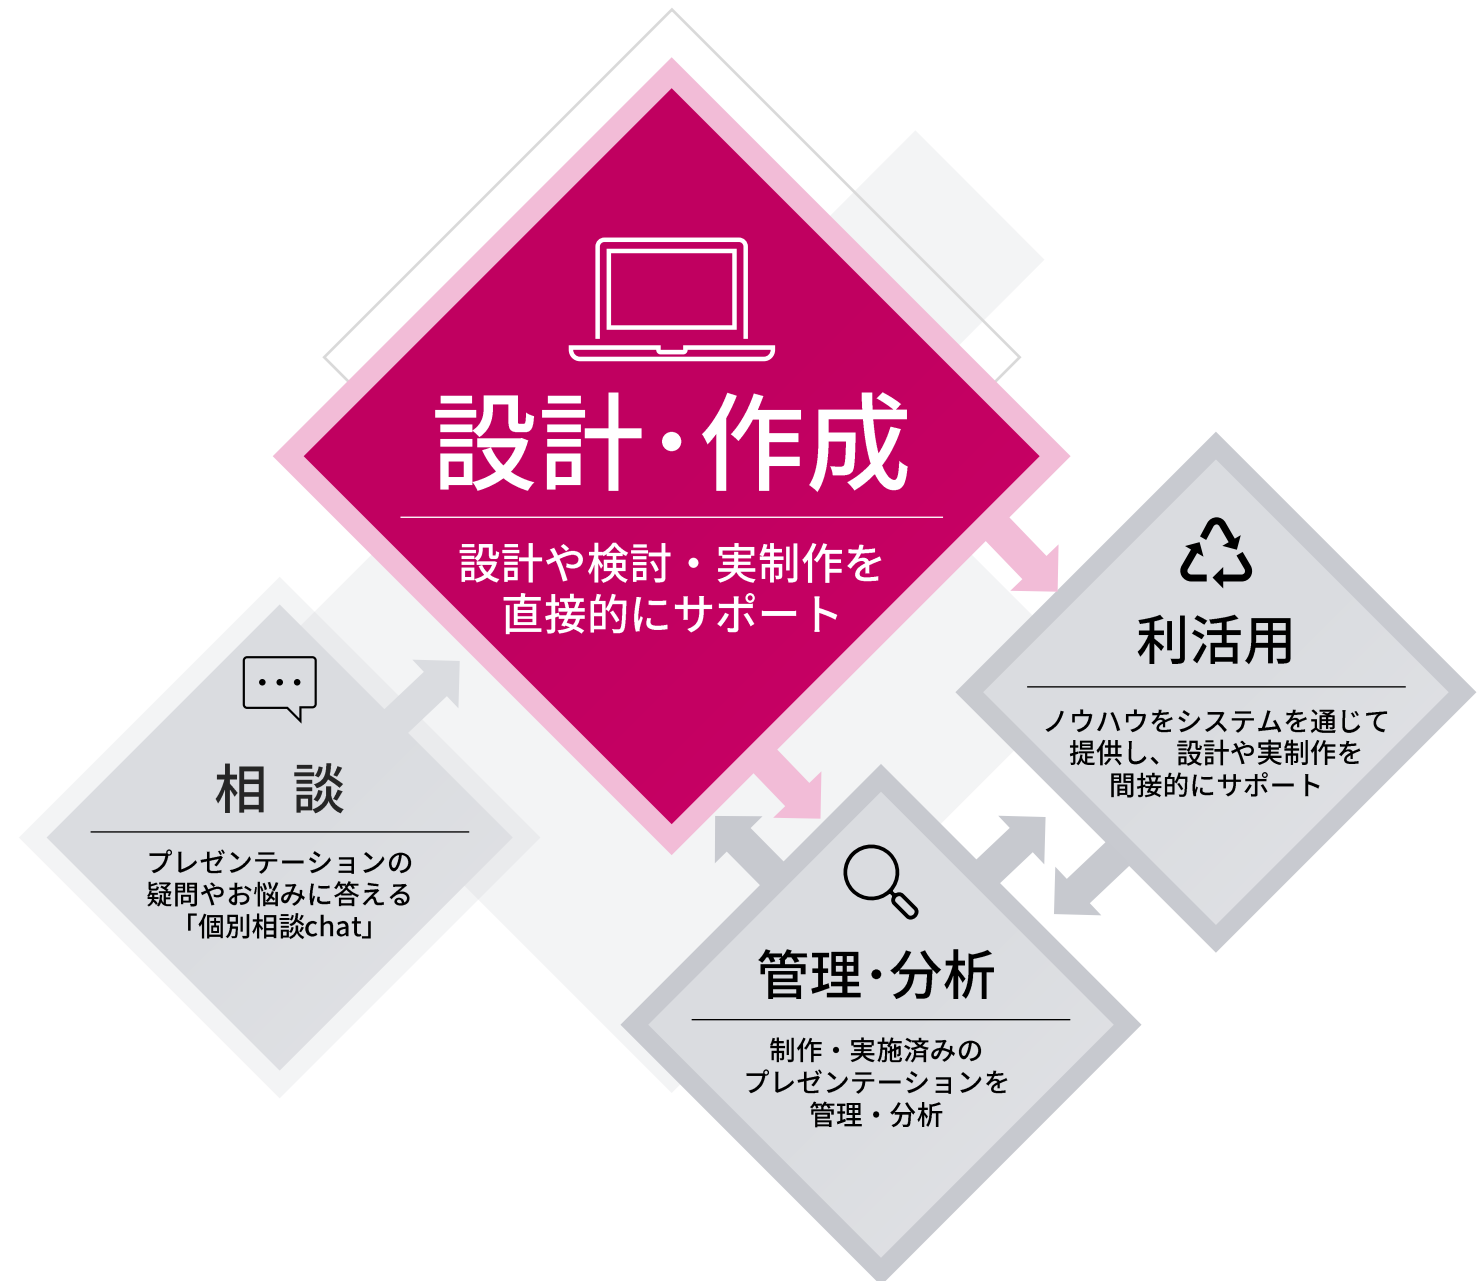 設計・作成
設計や検討・実制作を
直接的にサポート
利活用
ノウハウをシステムを通じて
提供し、設計や実制作を
間接的にサポート
相 談
プレゼンテーションの
疑問やお悩みに答える
「個別相談chat」
管理・分析
制作・実施済みの
プレゼンテーションを
管理・分析